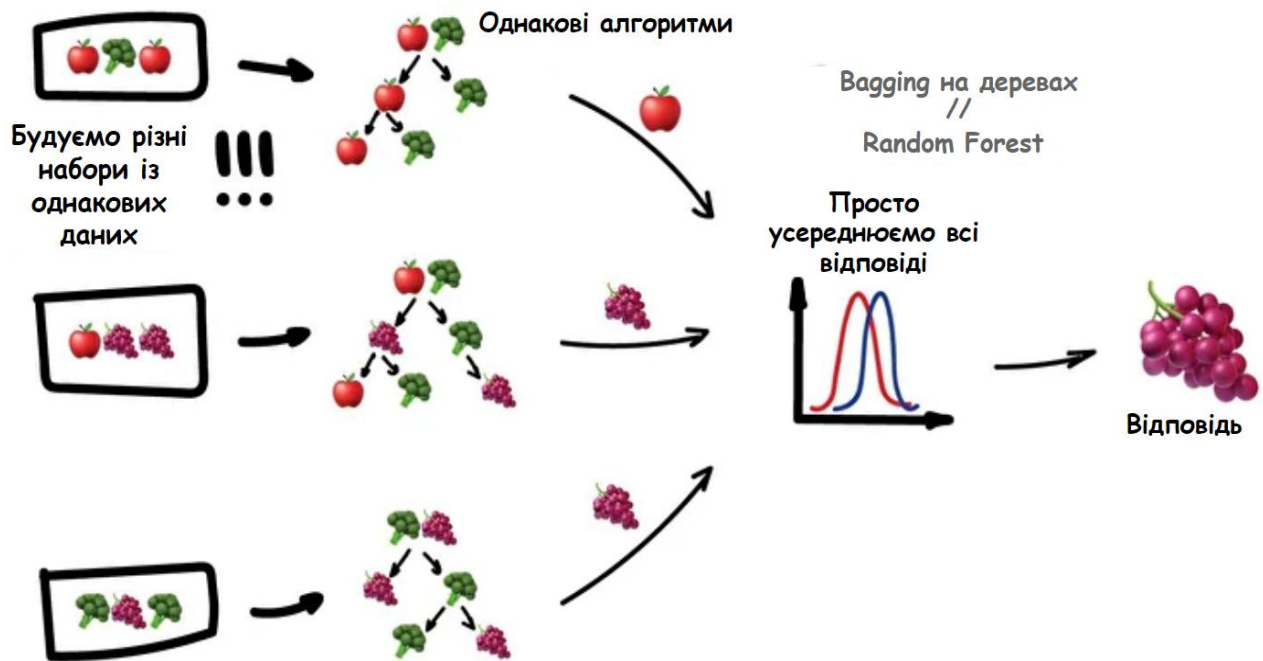 Однакові алгоритми
Будуємо різні
набори із
однакових
даних
!!!
Bagging на деревах
//
Random Forest
Просто
усереднюємо всі
відповіді
Відповідь